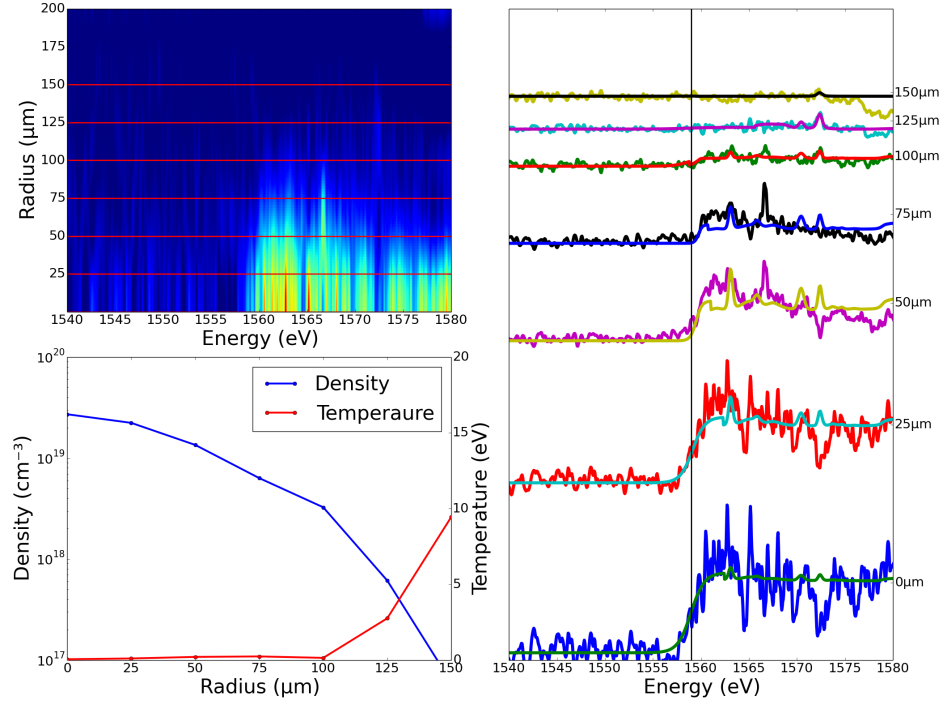 200
175
150
125
100
75
50
25
Radius (μm)
1540 1545 1550 1555 1560 1565 1570 1575 1580
Energy (eV)
10^20
10^19
10^18
10^17
Density (cm⁻³)
Density
Temperaure
20
15
10
5
0
Temperature (eV)
0 25 50 75 100 125 150
Radius (μm)
150μm
125μm
100μm
75μm
50μm
25μm
0μm
1540 1545 1550 1555 1560 1565 1570 1575 1580
Energy (eV)